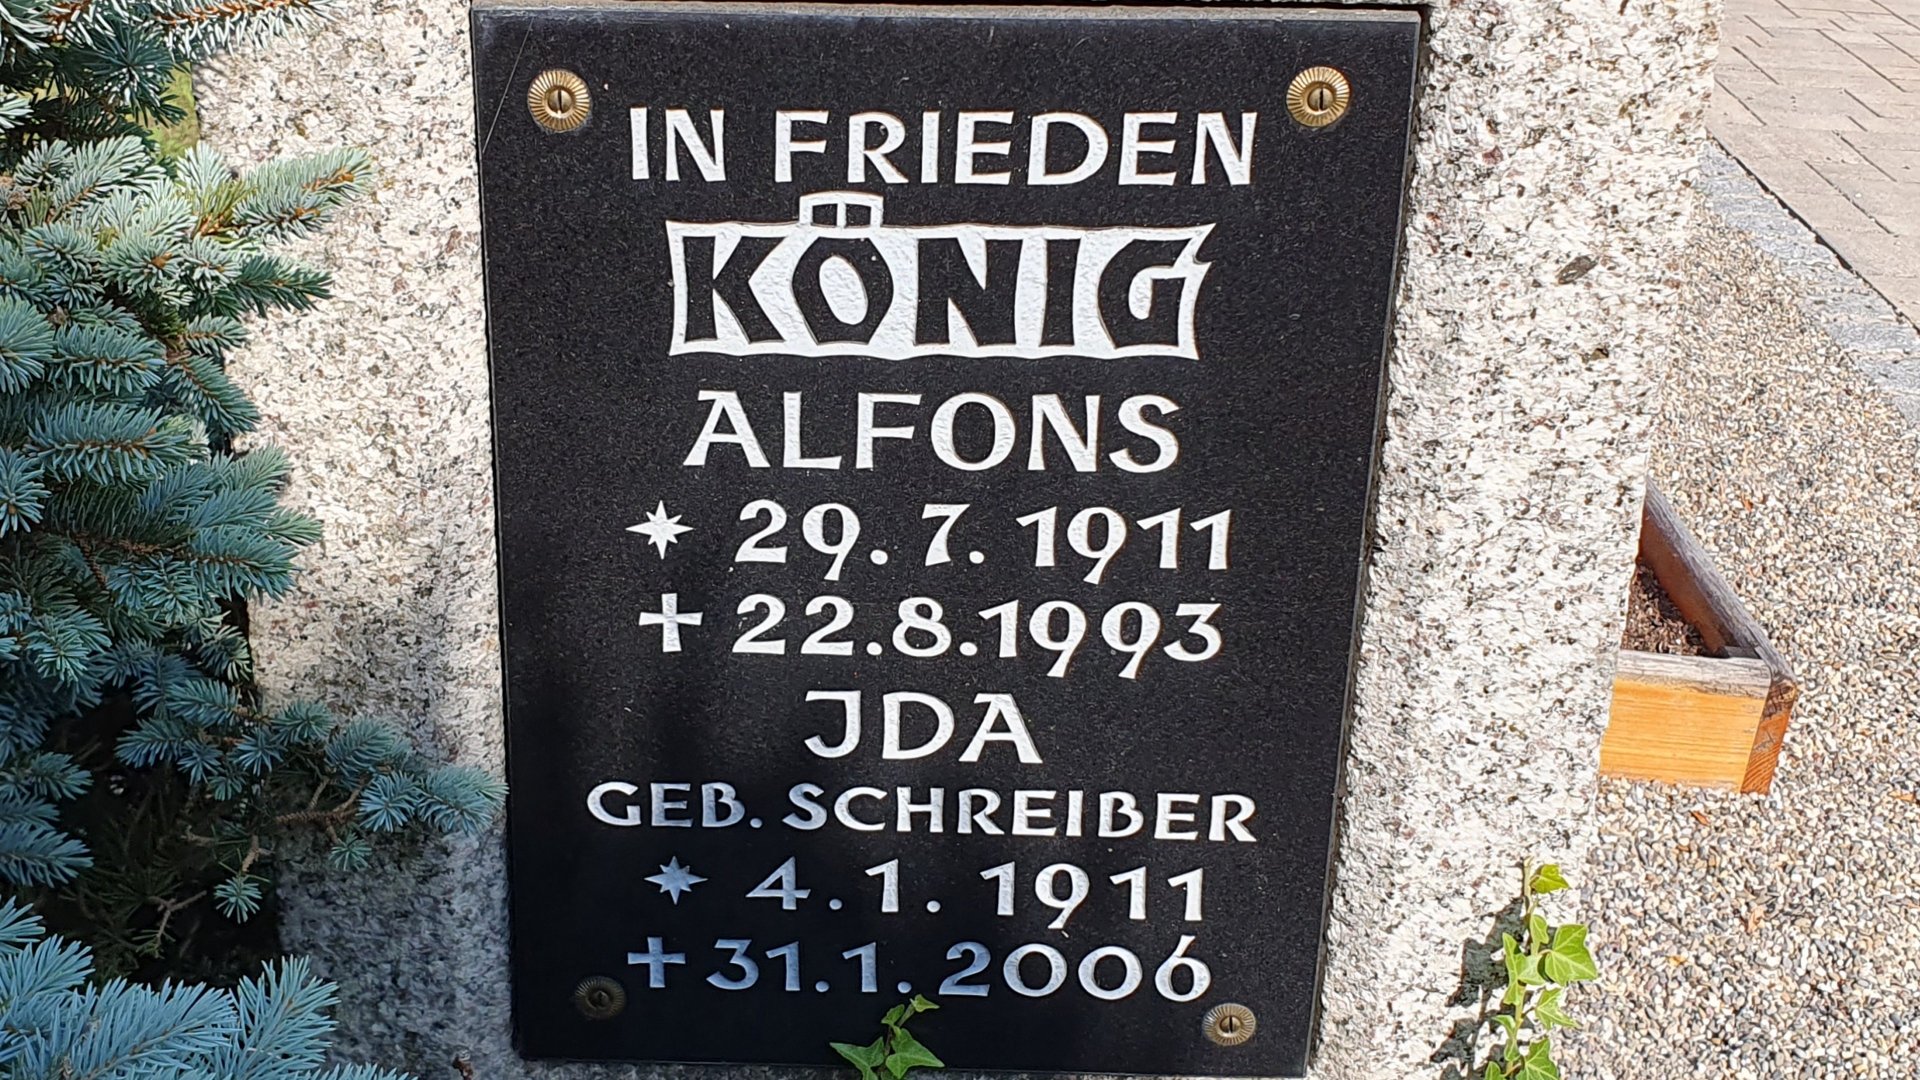 IN FRIEDEN
KÖNIG
ALFONS
* 29. 7. 1911
✝ 22.8.1993
JDA
GEB. SCHREIBER
* 4. 1. 1911
✝ 31. 1. 2006